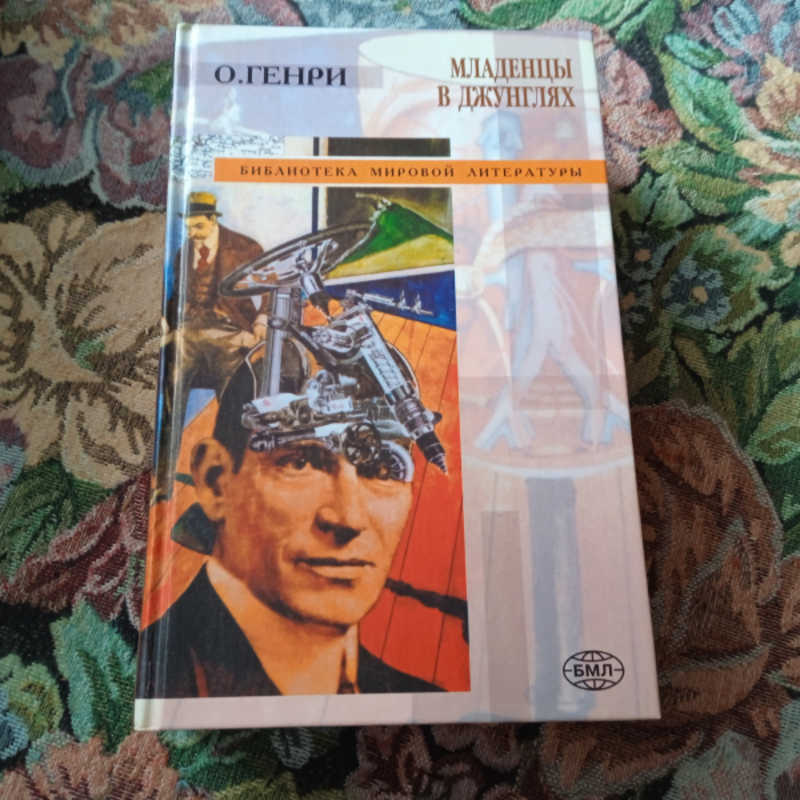 О.ГЕНРИ
МЛАДЕНЦЫ
В ДЖУНГЛЯХ
БИБЛИОТЕКА МИРОВОЙ ЛИТЕРАТУРЫ
БМЛ